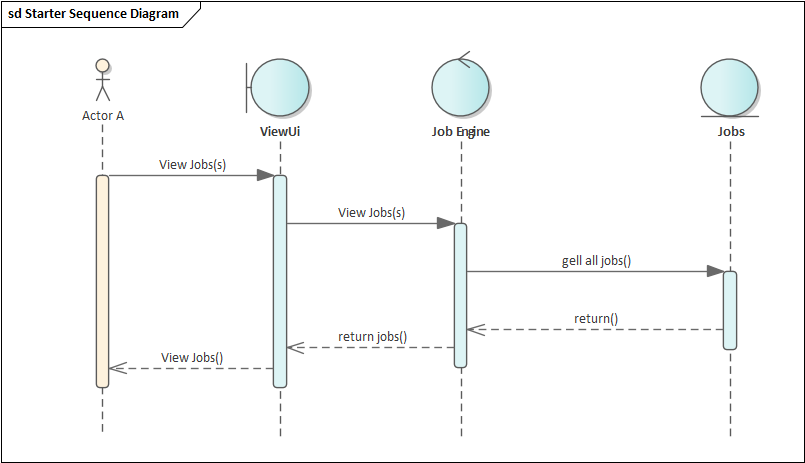 sd Starter Sequence Diagram
Actor A
ViewUi
Job Engine
Jobs
View Jobs(s)
View Jobs(s)
gell all jobs()
return()
return jobs()
View Jobs()